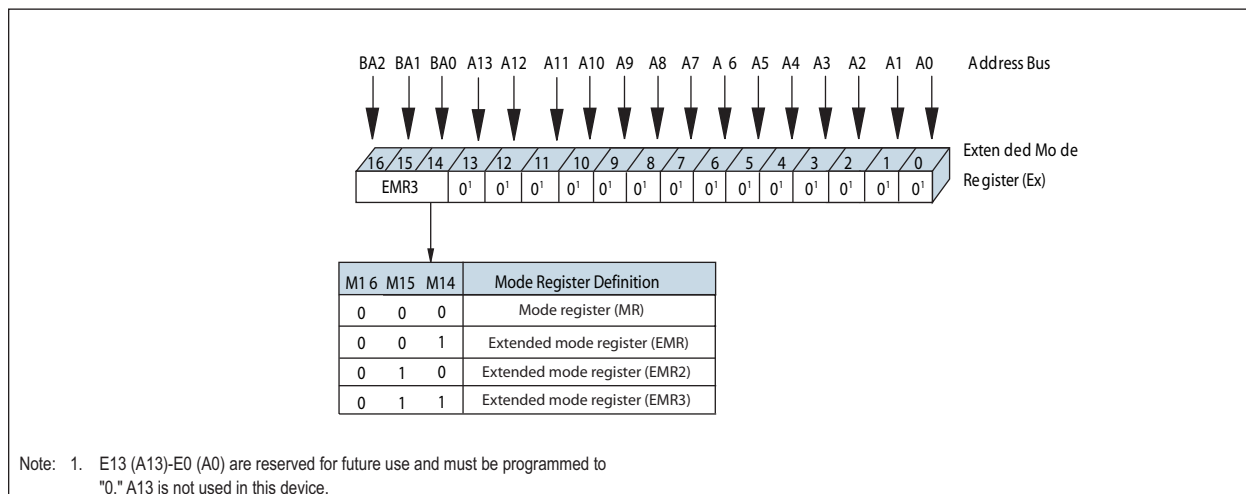 BA2 BA1 BA0 A13 A12 A11 A10 A9 A8 A7 A 6 A5 A4 A3 A2 A1 A0 Address Bus
16 15 14 13 12 11 10 9 8 7 6 5 4 3 2 1 0 Exten ded Mo de
EMR3 0¹ 0¹ 0¹ 0¹ 0¹ 0¹ 0¹ 0¹ 0¹ 0¹ 0¹ 0¹ 0¹ 0¹ Register (Ex)
M1 6 M15 M14 Mode Register Definition
0 0 0 Mode register (MR)
0 0 1 Extended mode register (EMR)
0 1 0 Extended mode register (EMR2)
0 1 1 Extended mode register (EMR3)
Note: 1. E13 (A13)-E0 (A0) are reserved for future use and must be programmed to
"0." A13 is not used in this device.